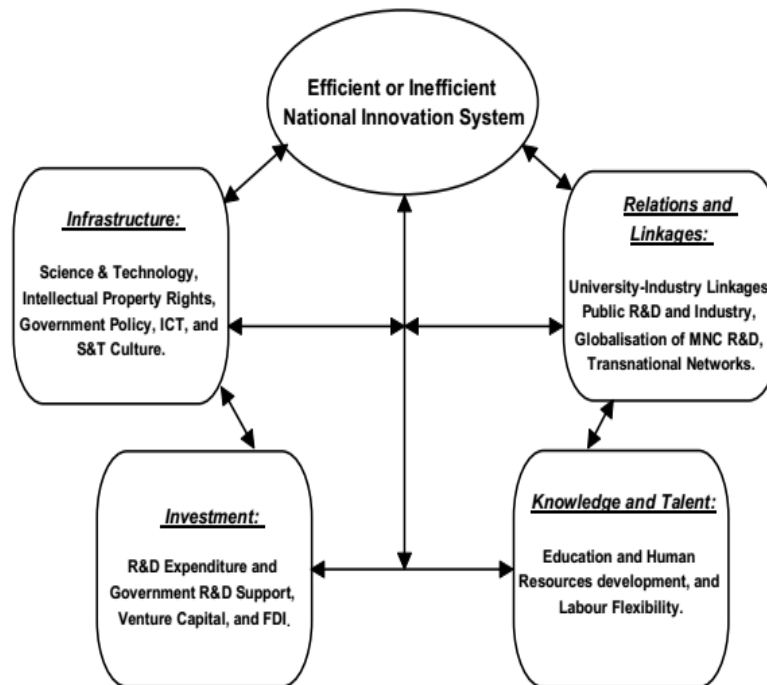 Efficient or Inefficient
National Innovation System
Infrastructure:
Science & Technology,
Intellectual Property Rights,
Government Policy, ICT, and
S&T Culture.
Relations and
Linkages:
University-Industry Linkages
Public R&D and Industry,
Globalisation of MNC R&D,
Transnational Networks.
Investment:
R&D Expenditure and
Government R&D Support,
Venture Capital, and FDI.
Knowledge and Talent:
Education and Human
Resources development, and
Labour Flexibility.